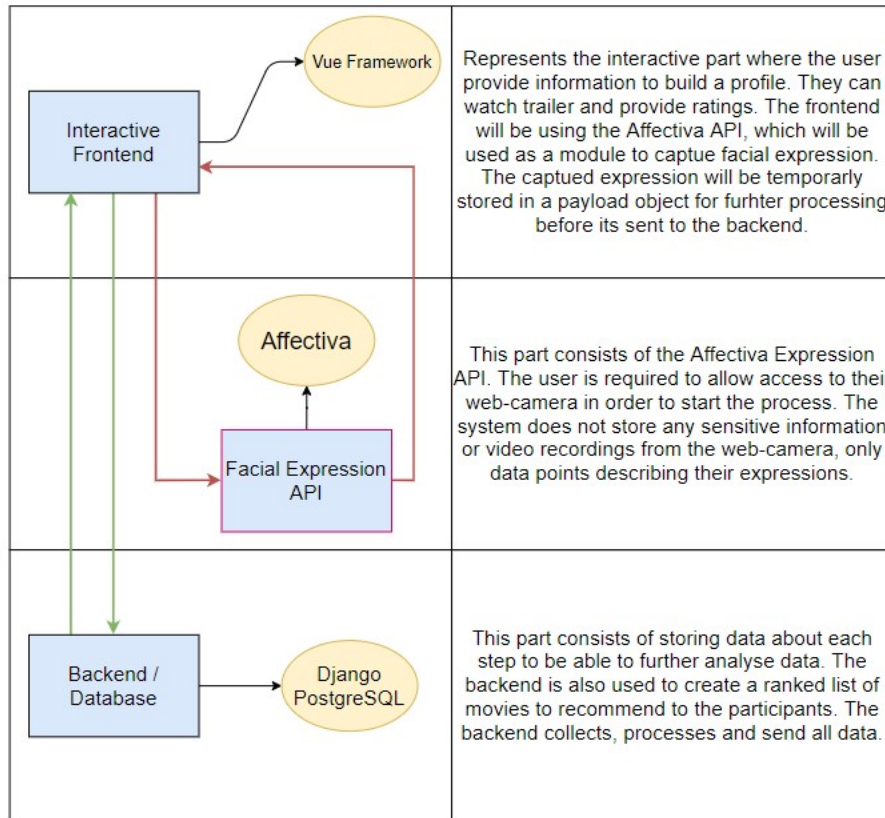 Vue Framework
Interactive
Frontend
Represents the interactive part where the user
provide information to build a profile. They can
watch trailer and provide ratings. The frontend
will be using the Affectiva API, which will be
used as a module to captue facial expression.
The captued expression will be temporarly
stored in a payload object for furhter processing
before its sent to the backend.
Affectiva
Facial Expression
API
This part consists of the Affectiva Expression
API. The user is required to allow access to their
web-camera in order to start the process. The
system does not store any sensitive information
or video recordings from the web-camera, only
data points describing their expressions.
Backend /
Database
Django
PostgreSQL
This part consists of storing data about each
step to be able to further analyse data. The
backend is also used to create a ranked list of
movies to recommend to the participants. The
backend collects, processes and send all data.